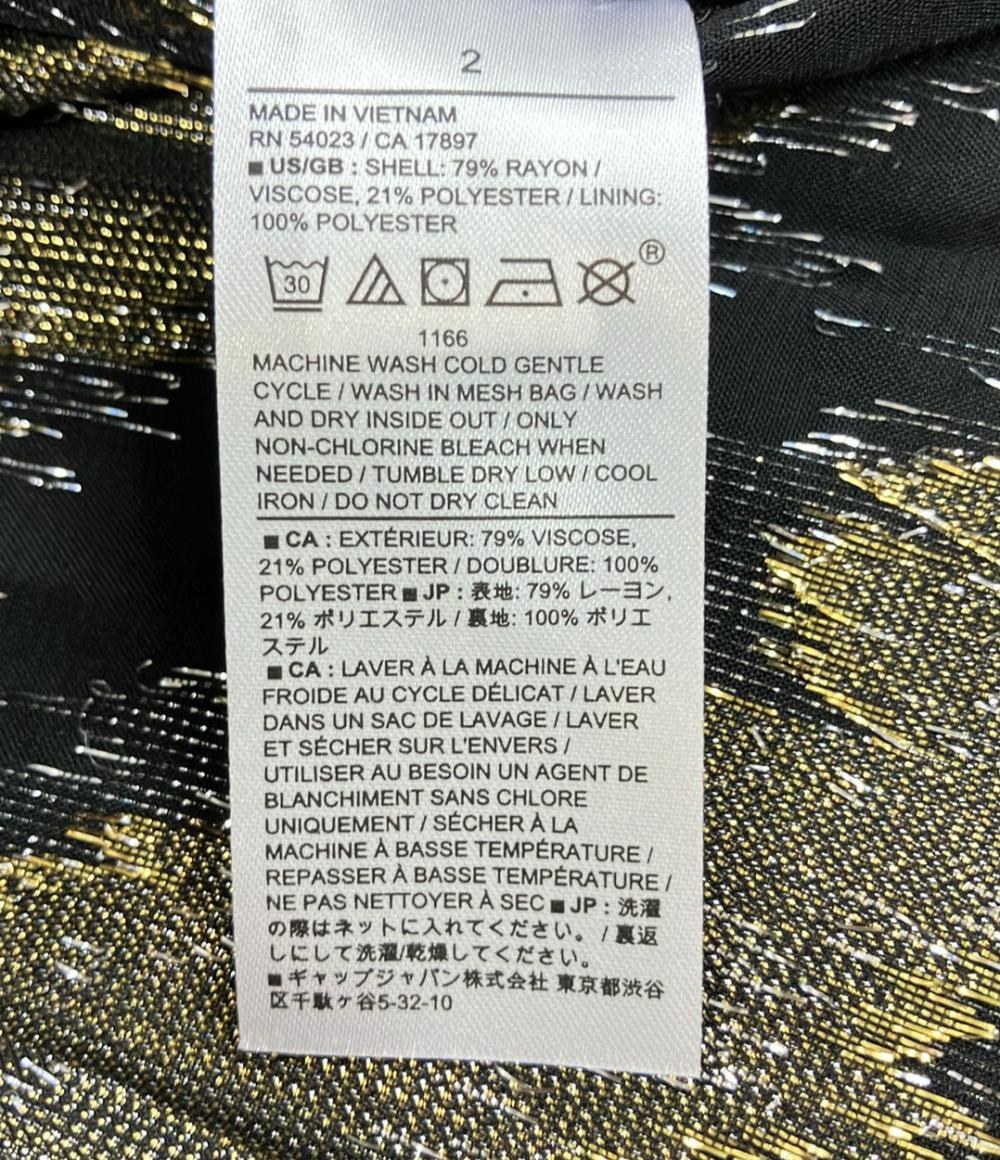 2
MADE IN VIETNAM
RN 54023 / CA 17897
■ US/GB : SHELL: 79% RAYON /
VISCOSE, 21% POLYESTER / LINING:
100% POLYESTER
30
®
1166
MACHINE WASH COLD GENTLE
CYCLE / WASH IN MESH BAG / WASH
AND DRY INSIDE OUT / ONLY
NON-CHLORINE BLEACH WHEN
NEEDED / TUMBLE DRY LOW / COOL
IRON / DO NOT DRY CLEAN
■ CA : EXTÉRIEUR: 79% VISCOSE,
21% POLYESTER / DOUBLURE: 100%
POLYESTER ■ JP : 表地: 79% レーヨン,
21% ポリエステル / 裏地: 100% ポリエ
ステル
■ CA : LAVER À LA MACHINE À L'EAU
FROIDE AU CYCLE DÉLICAT / LAVER
DANS UN SAC DE LAVAGE / LAVER
ET SÉCHER SUR L'ENVERS /
UTILISER AU BESOIN UN AGENT DE
BLANCHIMENT SANS CHLORE
UNIQUEMENT / SÉCHER À LA
MACHINE À BASSE TEMPÉRATURE /
REPASSER À BASSE TEMPÉRATURE /
NE PAS NETTOYER À SEC ■ JP : 洗濯
の際はネットに入れてください。 / 裏返
しにして洗濯/乾燥してください。
■ ギャップジャパン株式会社 東京都渋谷
区千駄ヶ谷5-32-10